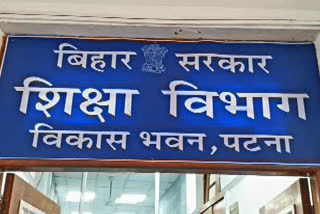 बिहार सरकार
शिक्षा विभाग
विकास भवन, पटना